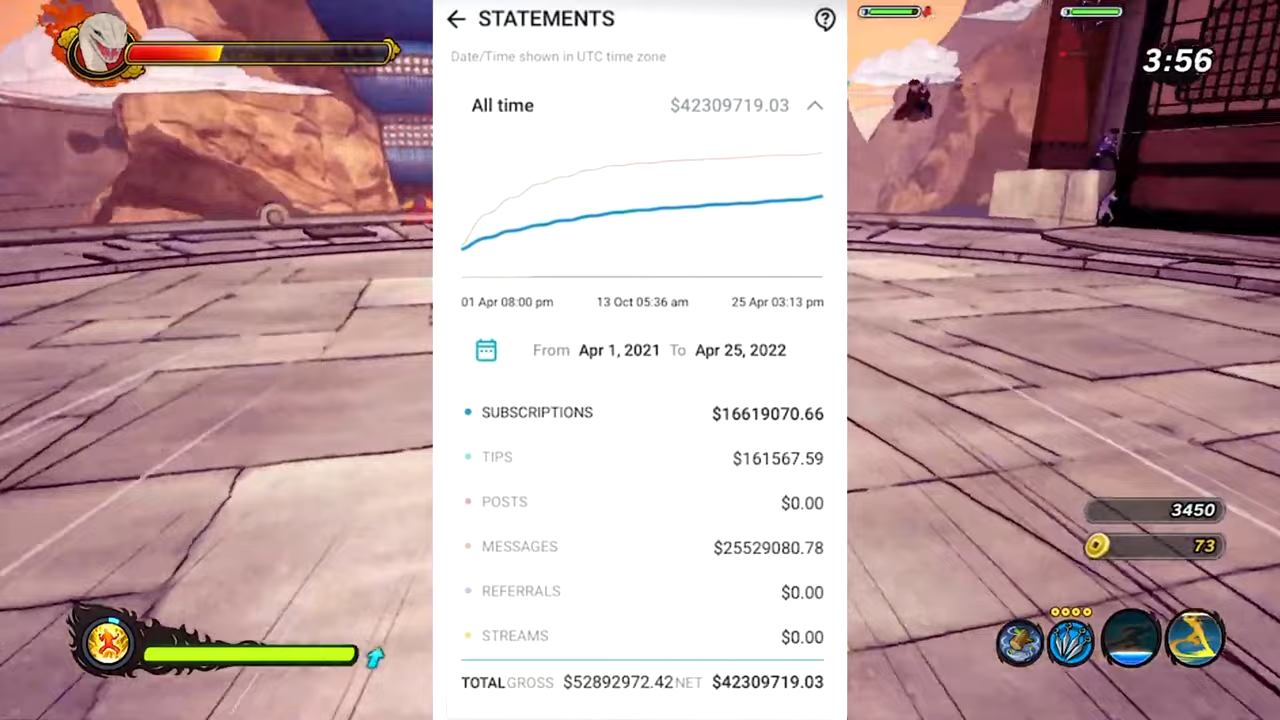 STATEMENTS
Date/Time shown in UTC time zone
3:56
All time $42309719.03
01 Apr 08:00 pm 13 Oct 05:36 am 25 Apr 03:13 pm
From Apr 1, 2021 To Apr 25, 2022
SUBSCRIPTIONS $16619070.66
TIPS $161567.59
POSTS $0.00
3450
MESSAGES $25529080.78
73
REFERRALS $0.00
STREAMS $0.00
TOTAL GROSS $52892972.42 NET $42309719.03